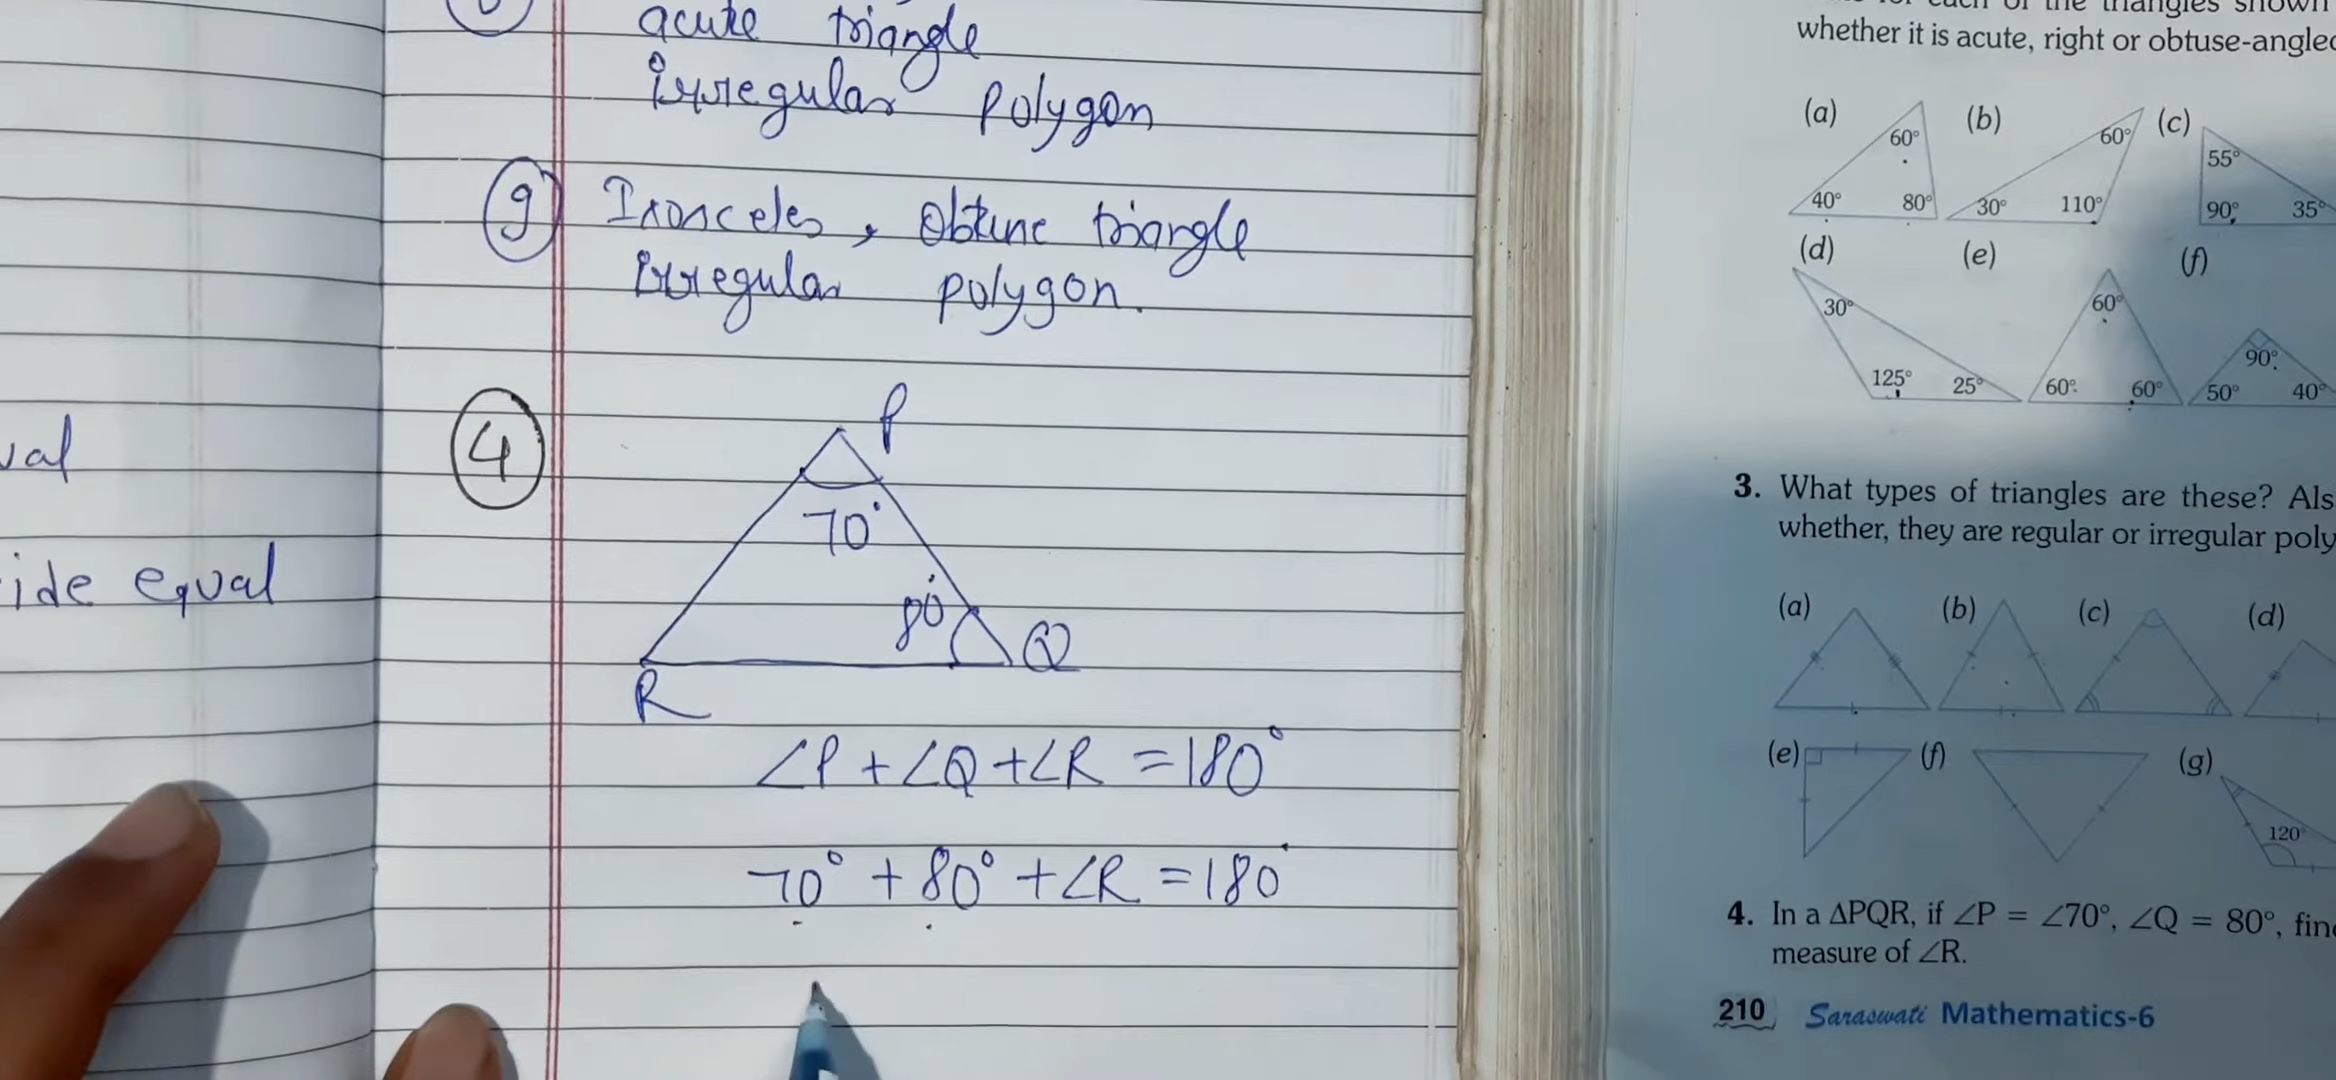 acute triangle
irregular polygon
g Isosceles, Obtuse triangle
irregular polygon.
ide equal
4
P
70°
80°
R
Q
∠P + ∠Q + ∠R = 180°
70° + 80° + ∠R = 180°
whether it is acute, right or obtuse-angled
(a) (b) (c)
60° 60° 55°
40° 80° 30° 110° 90° 35°
(d) (e) (f)
30° 60° 90°
125° 25° 60° 60° 50° 40°
3. What types of triangles are these? Als
whether, they are regular or irregular poly
(a) (b) (c) (d)
(e) (f) (g)
120°
4. In a ΔPQR, if ∠P = ∠70°, ∠Q = 80°, fin
measure of ∠R.
210 Saraswati Mathematics-6